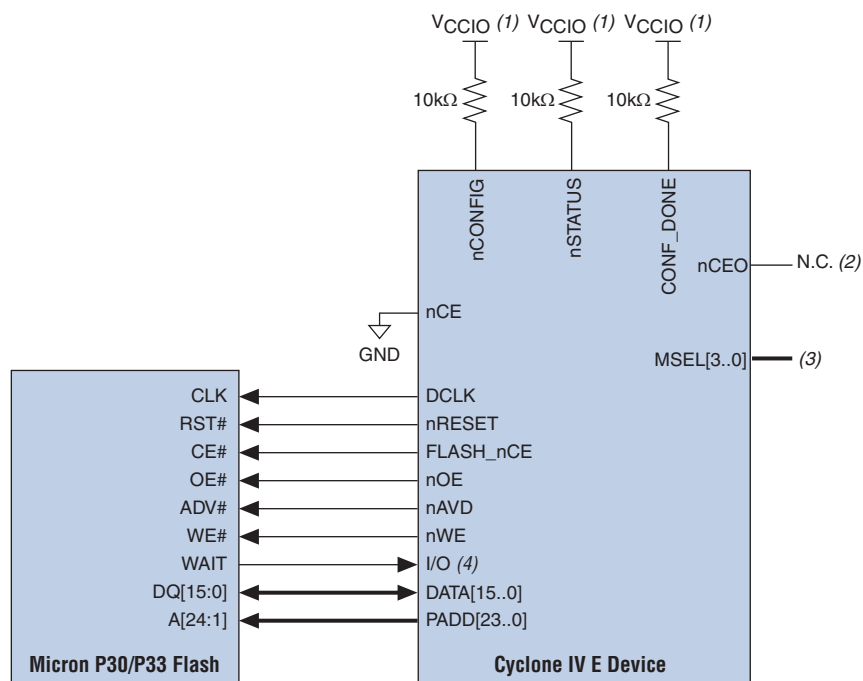 VCCIO (1) VCCIO (1) VCCIO (1)
10kΩ 10kΩ 10kΩ
nCONFIG
nSTATUS
CONF_DONE
nCEO N.C. (2)
nCE
GND
MSEL[3..0] (3)
CLK DCLK
RST# nRESET
CE# FLASH_nCE
OE# nOE
ADV# nAVD
WE# nWE
WAIT I/O (4)
DQ[15:0] DATA[15..0]
A[24:1] PADD[23..0]
Micron P30/P33 Flash Cyclone IV E Device